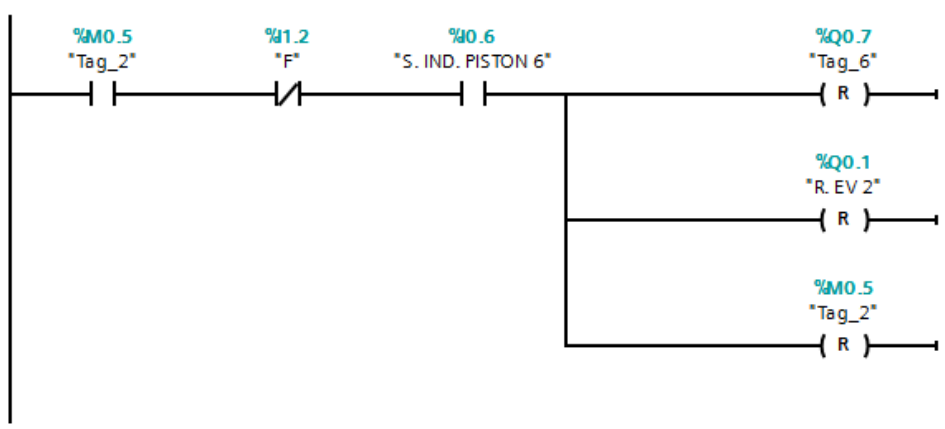 %M0.5
"Tag_2"
%I1.2
"F"
%I0.6
"S. IND. PISTON 6"
%Q0.7
"Tag_6"
( R )
%Q0.1
"R. EV 2"
( R )
%M0.5
"Tag_2"
( R )